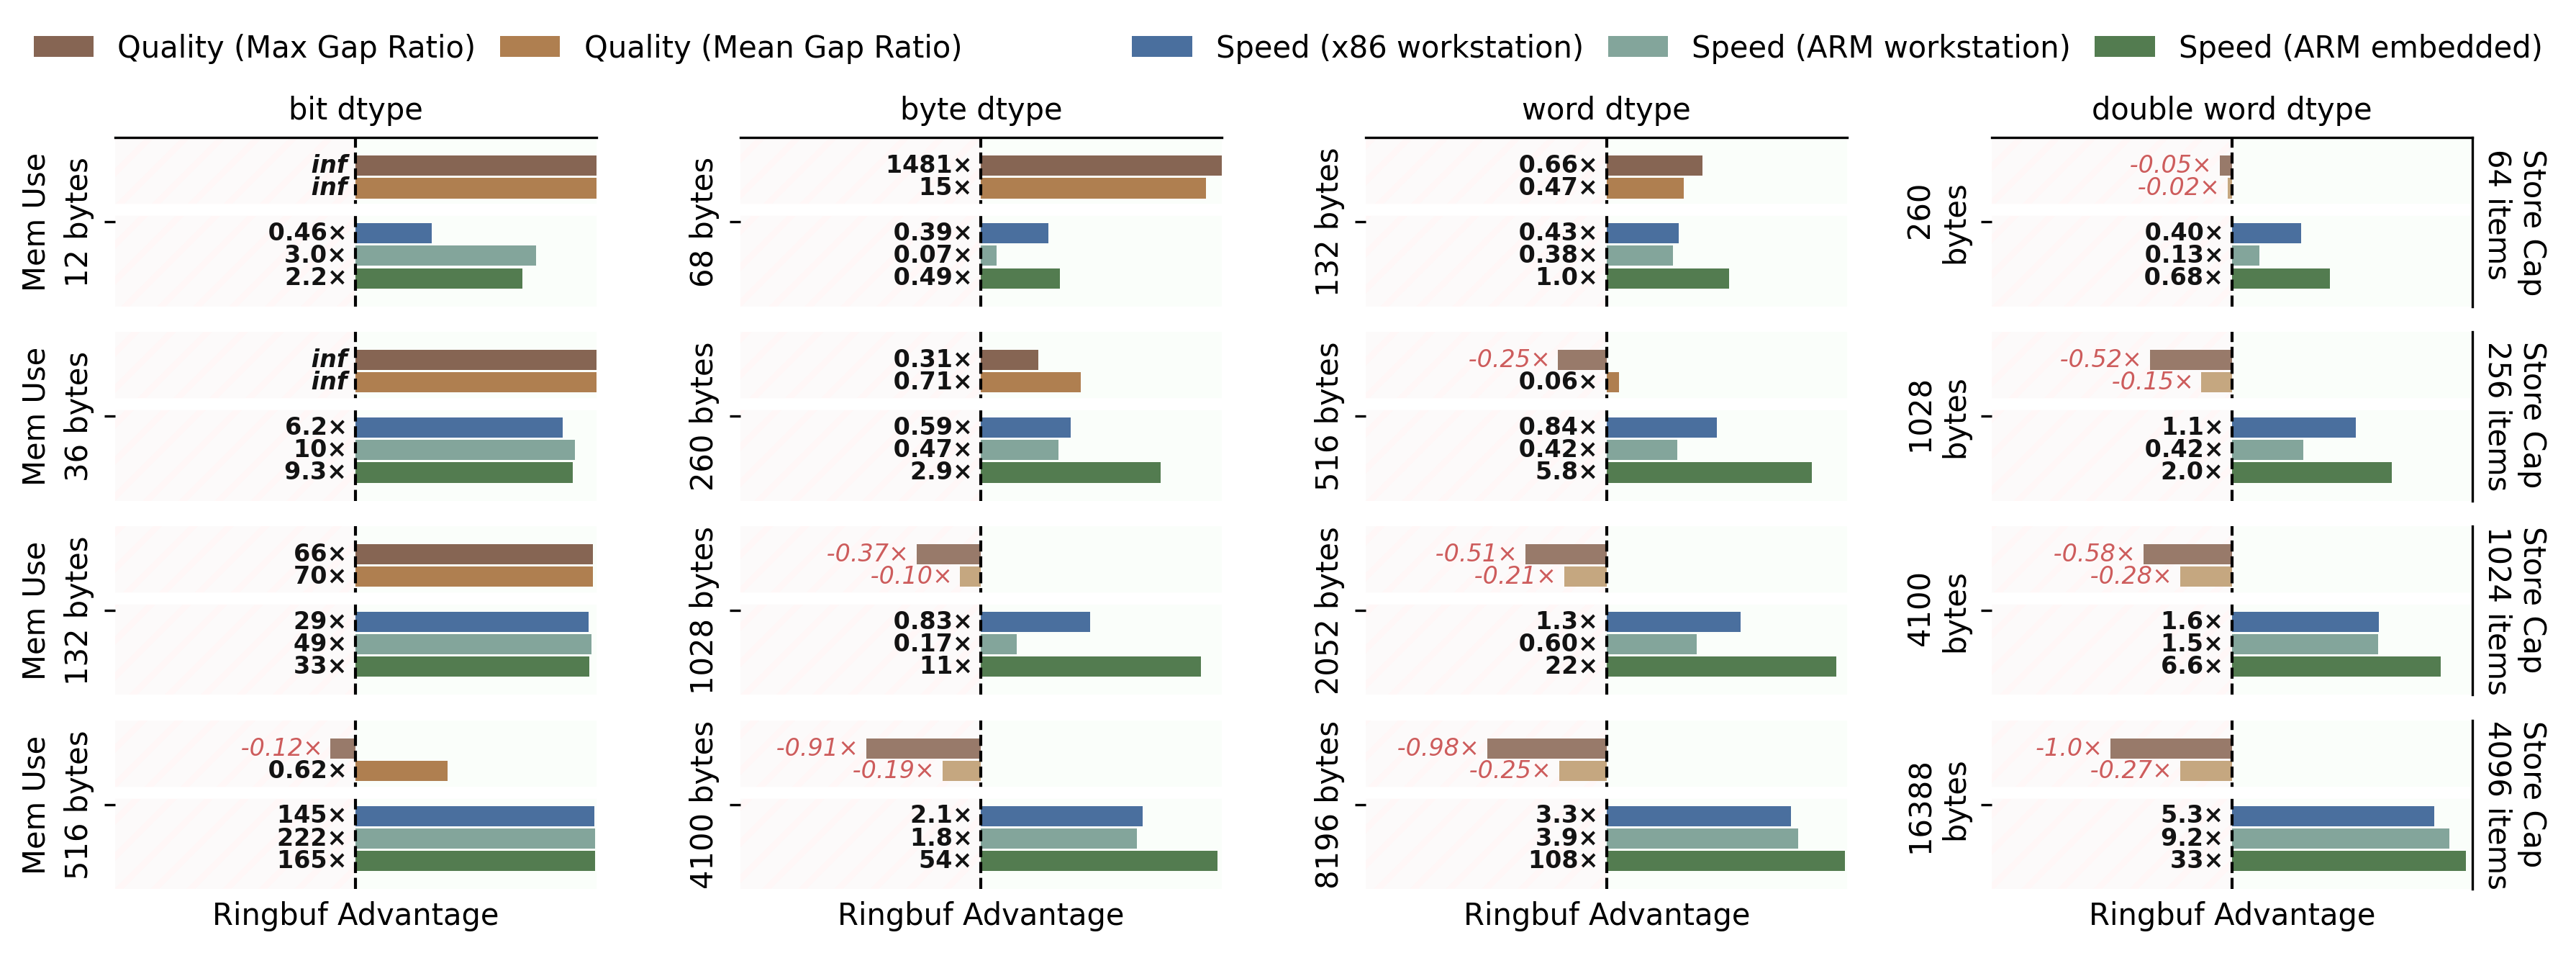 Quality (Max Gap Ratio)
Quality (Mean Gap Ratio)
Speed (x86 workstation)
Speed (ARM workstation)
Speed (ARM embedded)
bit dtype
byte dtype
word dtype
double word dtype
Mem Use
12 bytes
inf
inf
0.46×
3.0×
2.2×
68 bytes
1481×
15×
0.39×
0.07×
0.49×
132 bytes
0.66×
0.47×
0.43×
0.38×
1.0×
260
bytes
-0.05×
-0.02×
0.40×
0.13×
0.68×
Store Cap
64 items
Mem Use
36 bytes
inf
inf
6.2×
10×
9.3×
260 bytes
0.31×
0.71×
0.59×
0.47×
2.9×
516 bytes
-0.25×
0.06×
0.84×
0.42×
5.8×
1028
bytes
-0.52×
-0.15×
1.1×
0.42×
2.0×
Store Cap
256 items
Mem Use
132 bytes
66×
70×
29×
49×
33×
1028 bytes
-0.37×
-0.10×
0.83×
0.17×
11×
2052 bytes
-0.51×
-0.21×
1.3×
0.60×
22×
4100
bytes
-0.58×
-0.28×
1.6×
1.5×
6.6×
Store Cap
1024 items
Mem Use
516 bytes
-0.12×
0.62×
145×
222×
165×
4100 bytes
-0.91×
-0.19×
2.1×
1.8×
54×
8196 bytes
-0.98×
-0.25×
3.3×
3.9×
108×
16388
bytes
-1.0×
-0.27×
5.3×
9.2×
33×
Store Cap
4096 items
Ringbuf Advantage
Ringbuf Advantage
Ringbuf Advantage
Ringbuf Advantage